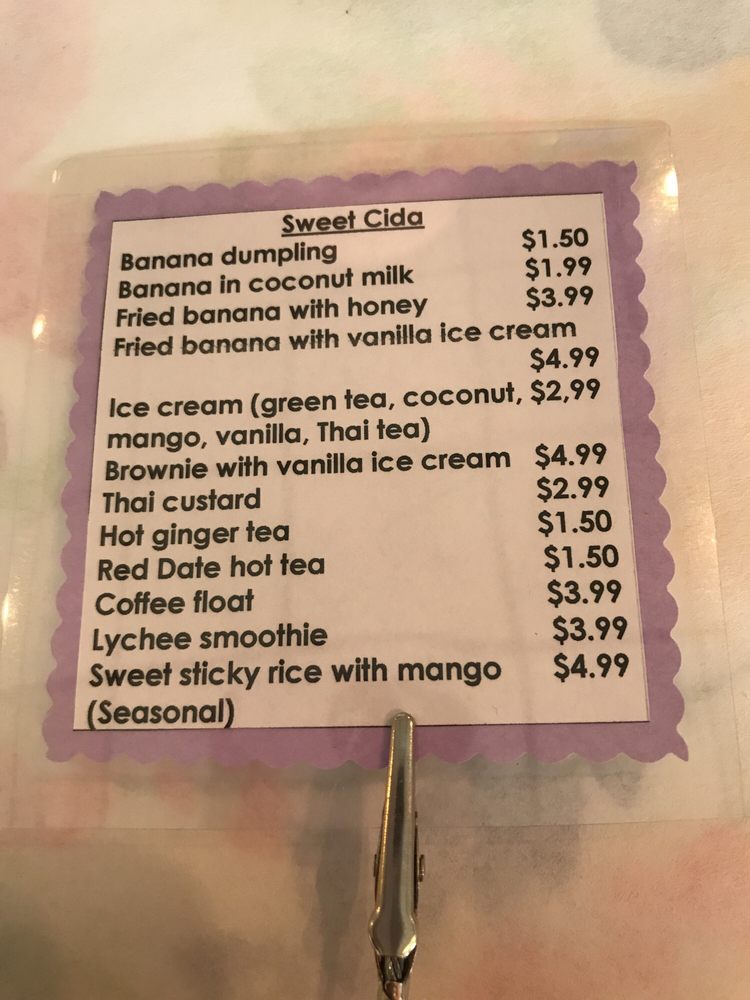 Sweet Cida
Banana dumpling $1.50
Banana in coconut milk $1.99
Fried banana with honey $3.99
Fried banana with vanilla ice cream
$4.99
Ice cream (green tea, coconut, $2,99
mango, vanilla, Thai tea)
Brownie with vanilla ice cream $4.99
Thai custard $2.99
Hot ginger tea $1.50
Red Date hot tea $1.50
Coffee float $3.99
Lychee smoothie $3.99
Sweet sticky rice with mango $4.99
(Seasonal)